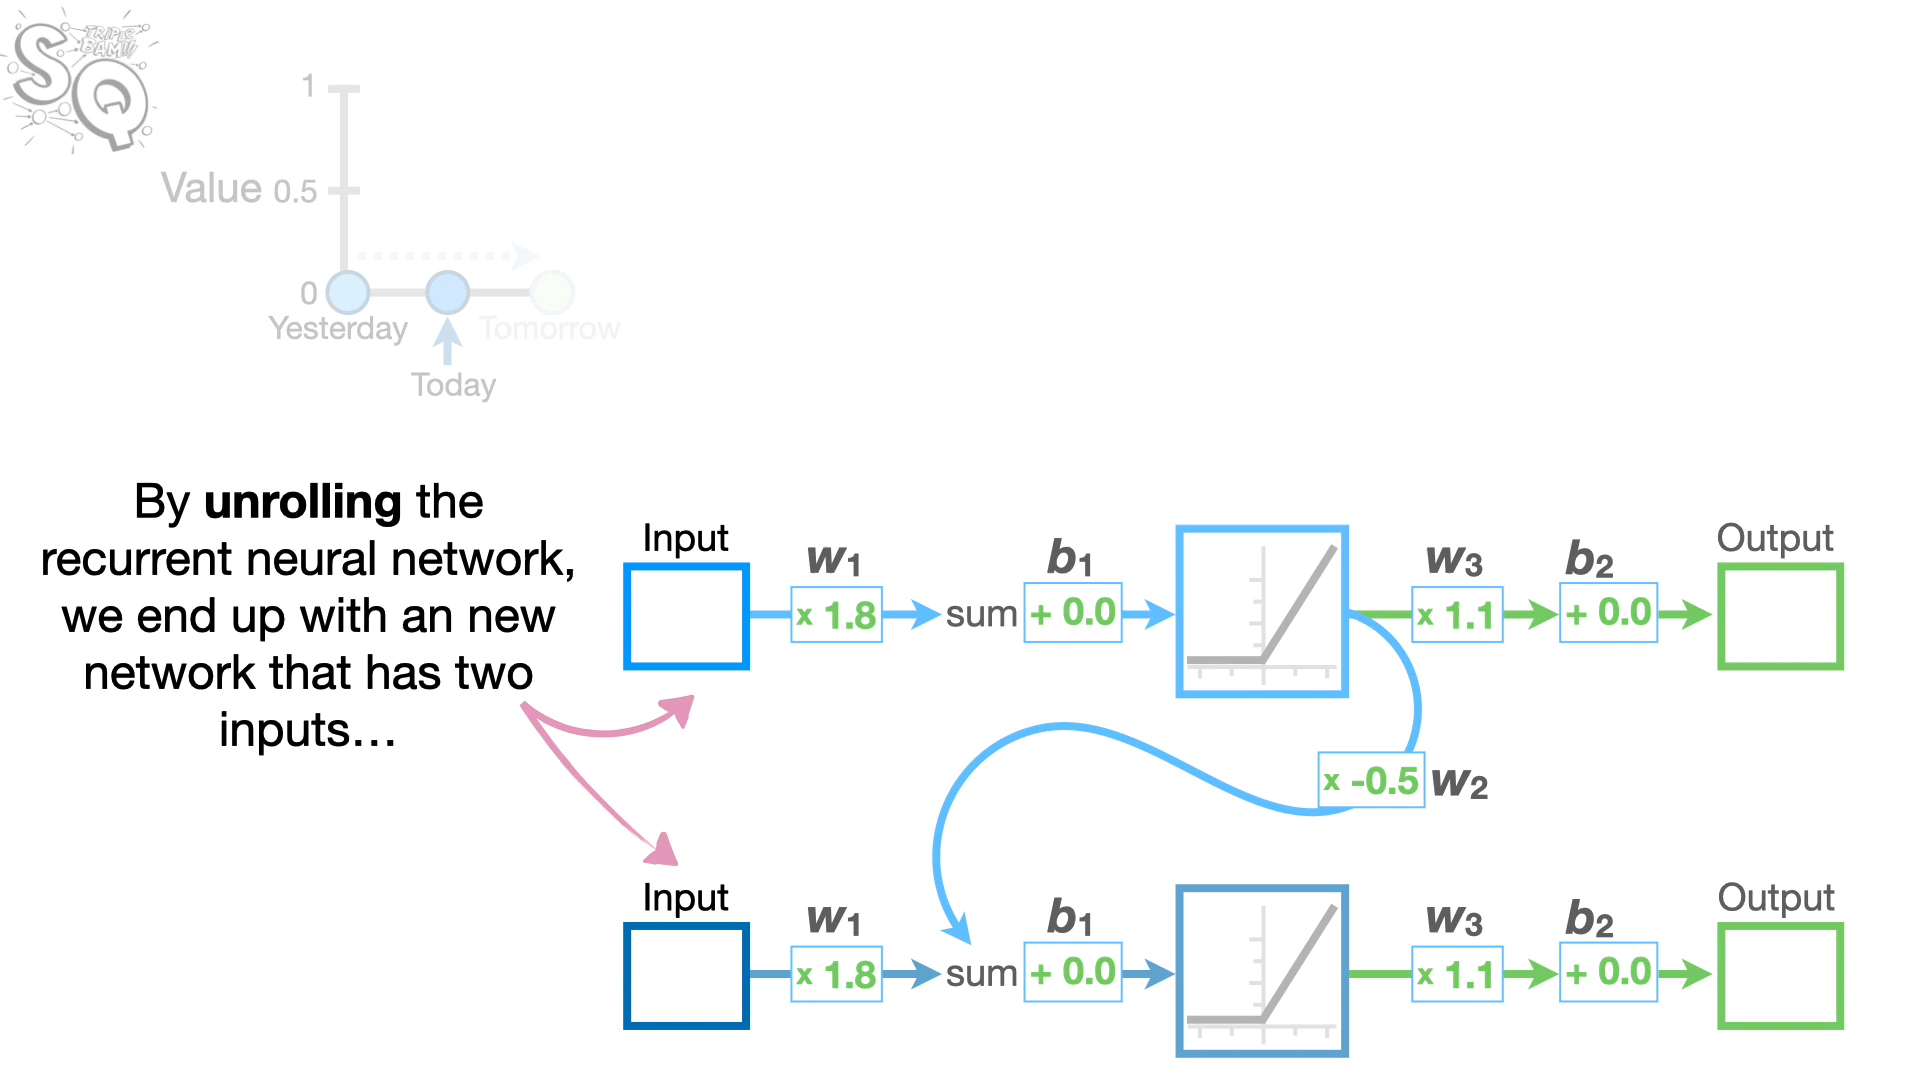 SQ
TRIPLE
BAM!!!
1
Value 0.5
0
Yesterday
Tomorrow
Today
By unrolling the
recurrent neural network,
we end up with an new
network that has two
inputs…
Input
w1
x 1.8
sum
b1
+ 0.0
w3
x 1.1
b2
+ 0.0
Output
x -0.5 w2
Input
w1
x 1.8
sum
b1
+ 0.0
w3
x 1.1
b2
+ 0.0
Output